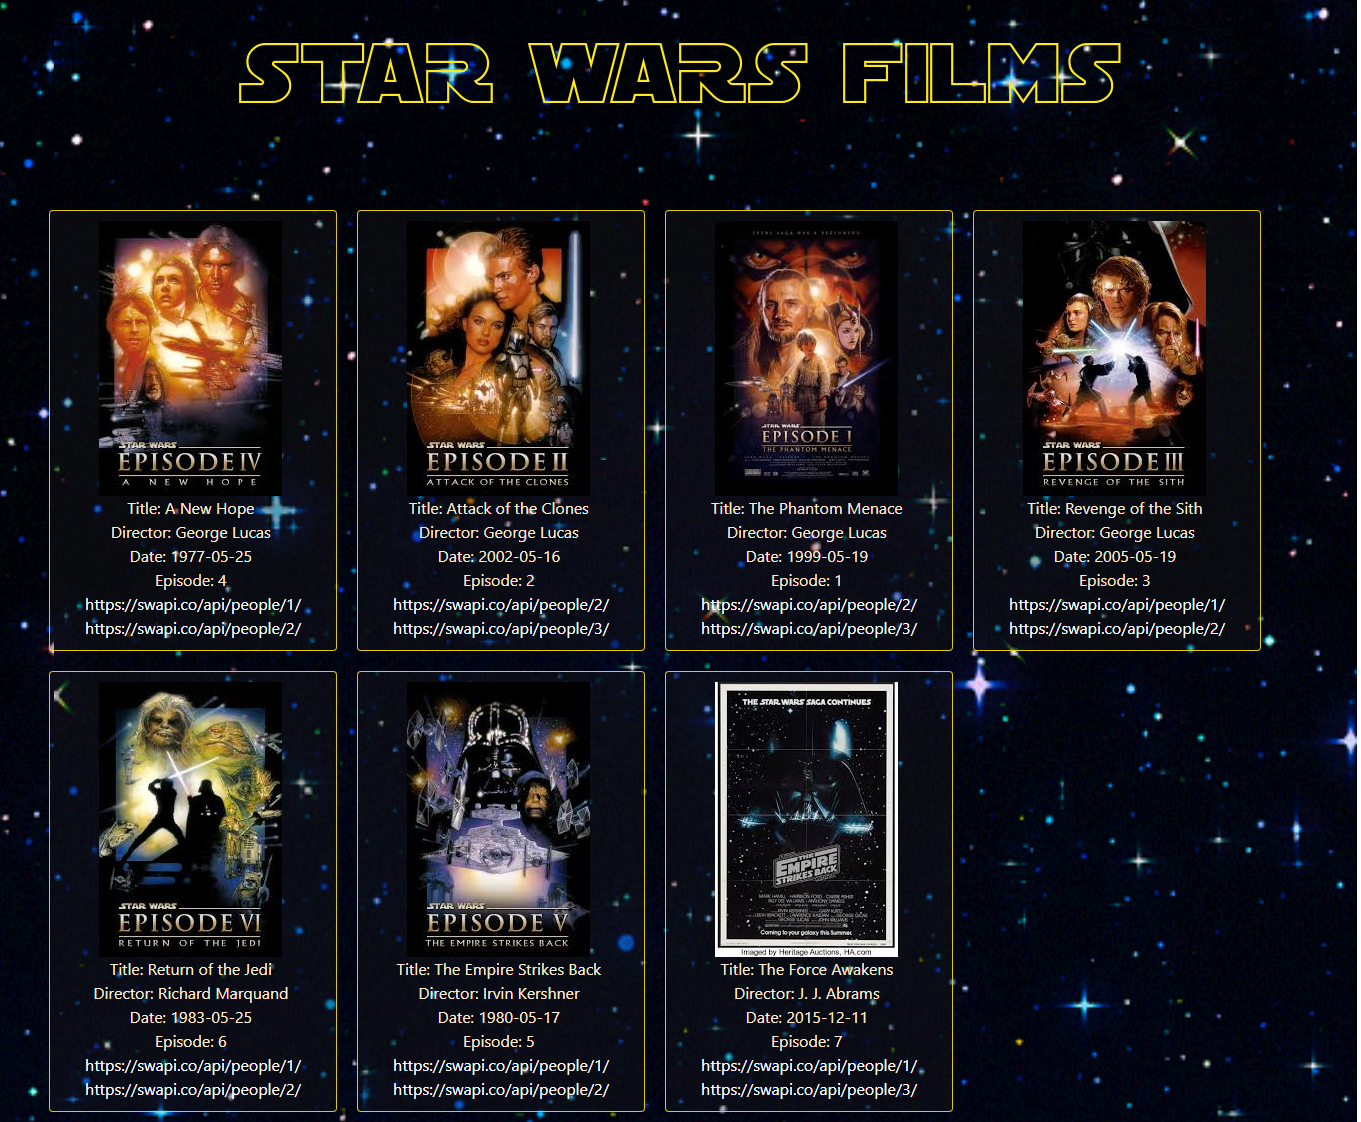 STAR WARS FILMS
STAR WARS
EPISODE IV
A NEW HOPE
Title: A New Hope
Director: George Lucas
Date: 1977-05-25
Episode: 4
https://swapi.co/api/people/1/
https://swapi.co/api/people/2/
STAR WARS
EPISODE II
ATTACK OF THE CLONES
Title: Attack of the Clones
Director: George Lucas
Date: 2002-05-16
Episode: 2
https://swapi.co/api/people/2/
https://swapi.co/api/people/3/
EVERY SAGA HAS A BEGINNING
STAR WARS
EPISODE I
THE PHANTOM MENACE
Title: The Phantom Menace
Director: George Lucas
Date: 1999-05-19
Episode: 1
https://swapi.co/api/people/2/
https://swapi.co/api/people/3/
STAR WARS
EPISODE III
REVENGE OF THE SITH
Title: Revenge of the Sith
Director: George Lucas
Date: 2005-05-19
Episode: 3
https://swapi.co/api/people/1/
https://swapi.co/api/people/2/
STAR WARS
EPISODE VI
RETURN OF THE JEDI
Title: Return of the Jedi
Director: Richard Marquand
Date: 1983-05-25
Episode: 6
https://swapi.co/api/people/1/
https://swapi.co/api/people/2/
STAR WARS
EPISODE V
THE EMPIRE STRIKES BACK
Title: The Empire Strikes Back
Director: Irvin Kershner
Date: 1980-05-17
Episode: 5
https://swapi.co/api/people/1/
https://swapi.co/api/people/2/
THE STAR WARS SAGA CONTINUES
THE
EMPIRE
STRIKES BACK
MARK HAMILL HARRISON FORD CARRIE FISHER
BILLY DEE WILLIAMS ANTHONY DANIELS
Coming to your galaxy this Summer
Imaged by Heritage Auctions, HA.com
Title: The Force Awakens
Director: J. J. Abrams
Date: 2015-12-11
Episode: 7
https://swapi.co/api/people/1/
https://swapi.co/api/people/3/